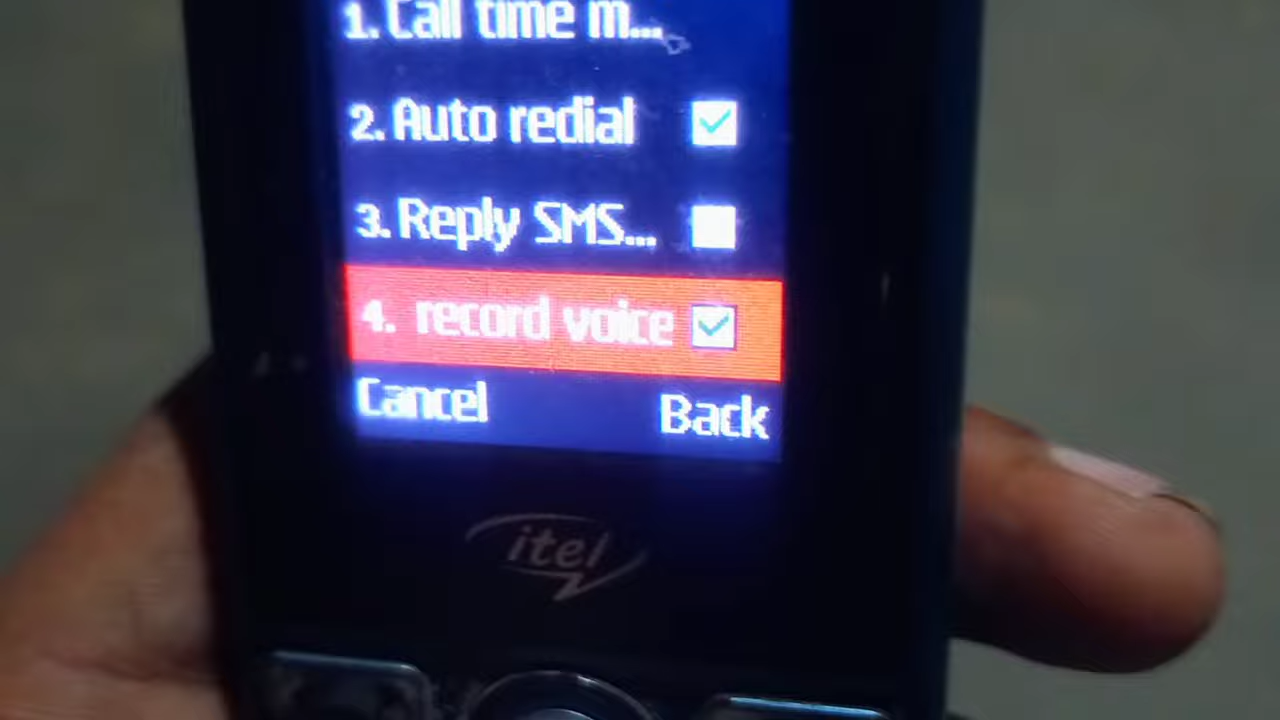 1. Call time m...
2. Auto redial
3. Reply SMS...
4. record voice
Cancel Back
itel